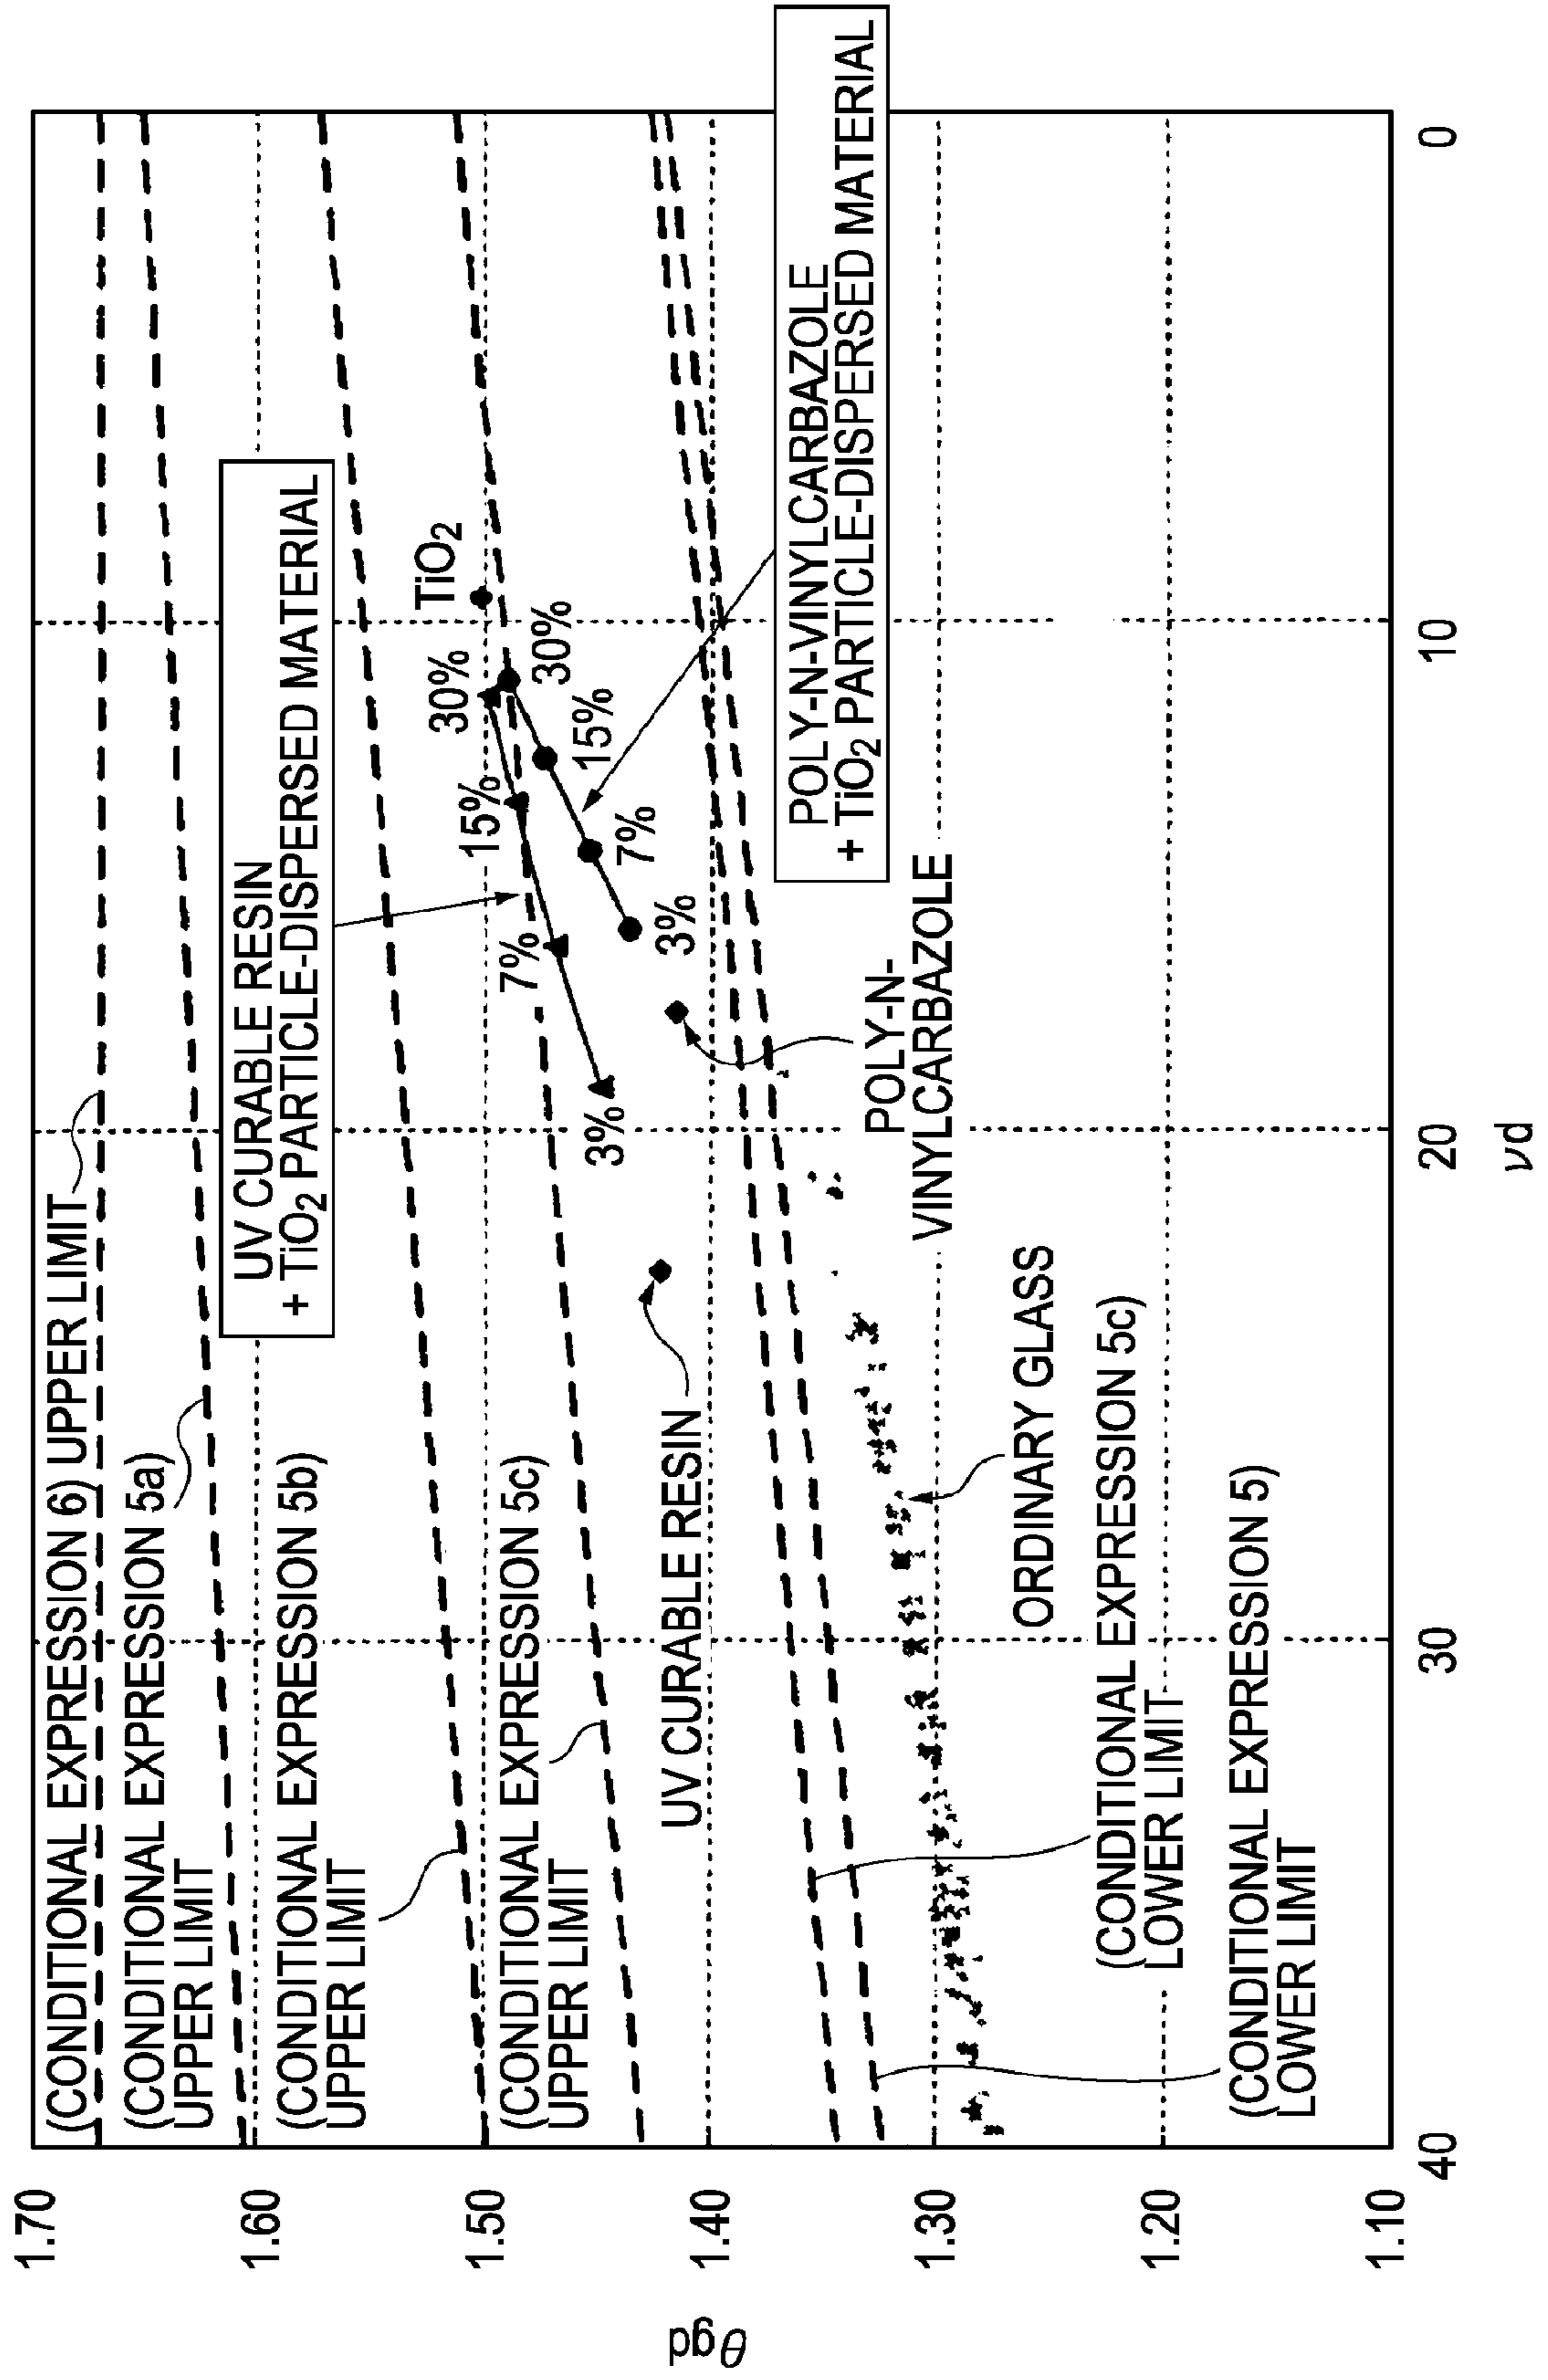 1.70
1.60
1.50
1.40
1.30
1.20
1.10
θgd
40
30
20
10
0
νd
(CONDITIONAL EXPRESSION 6) UPPER LIMIT
(CONDITIONAL EXPRESSION 5a)
UPPER LIMIT
(CONDITIONAL EXPRESSION 5b)
UPPER LIMIT
(CONDITIONAL EXPRESSION 5c)
UPPER LIMIT
UV CURABLE RESIN
+ TiO2 PARTICLE-DISPERSED MATERIAL
TiO2
30%
15%
7%
3%
30%
15%
7%
3%
POLY-N-VINYLCARBAZOLE
+ TiO2 PARTICLE-DISPERSED MATERIAL
UV CURABLE RESIN
POLY-N-
VINYLCARBAZOLE
ORDINARY GLASS
(CONDITIONAL EXPRESSION 5c)
LOWER LIMIT
(CONDITIONAL EXPRESSION 5)
LOWER LIMIT